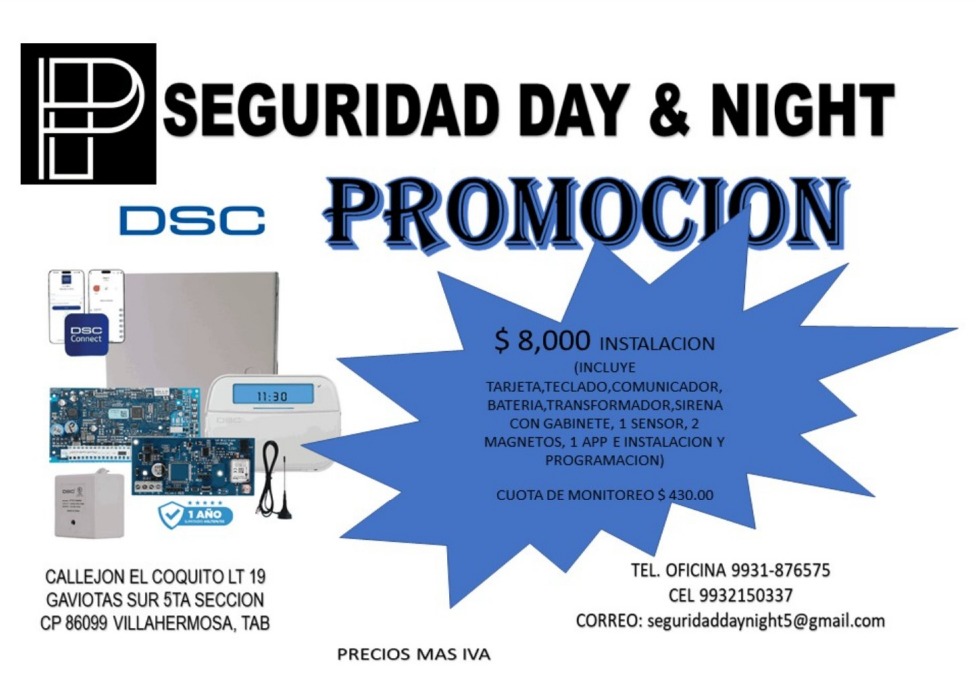 SEGURIDAD DAY & NIGHT
PROMOCION
DSC
DSC
Connect
11:30
DSC
DSC
1 AÑO
$ 8,000 INSTALACION
(INCLUYE
TARJETA,TECLADO,COMUNICADOR,
BATERIA,TRANSFORMADOR,SIRENA
CON GABINETE, 1 SENSOR, 2
MAGNETOS, 1 APP E INSTALACION Y
PROGRAMACION)
CUOTA DE MONITOREO $ 430.00
CALLEJON EL COQUITO LT 19
GAVIOTAS SUR 5TA SECCION
CP 86099 VILLAHERMOSA, TAB
TEL. OFICINA 9931-876575
CEL 9932150337
CORREO: seguridaddaynight5@gmail.com
PRECIOS MAS IVA